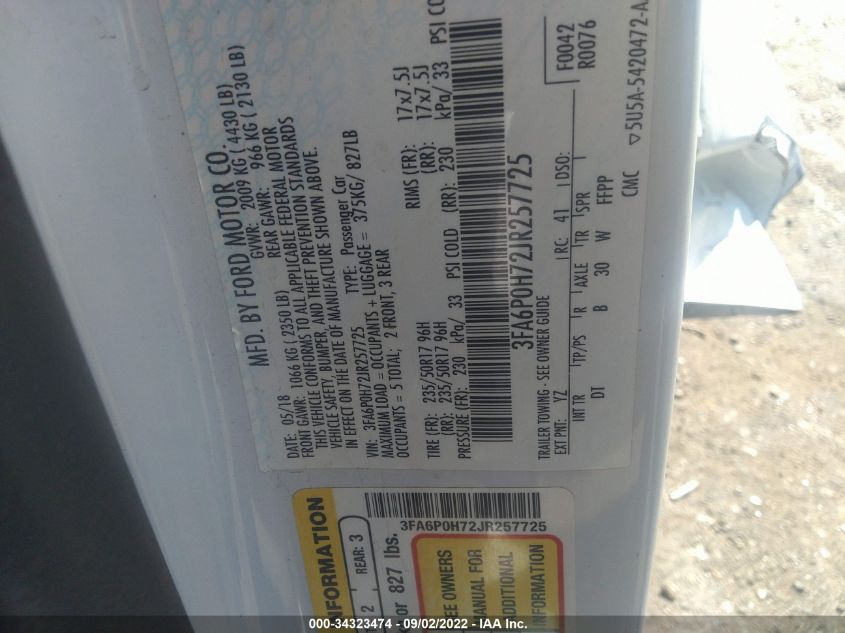 MFD. BY FORD MOTOR CO.
DATE: 05/18 GVWR: 2009 KG ( 4430 LB)
FRONT GAWR: 1066 KG ( 2350 LB) REAR GAWR: 966 KG ( 2130 LB)
THIS VEHICLE CONFORMS TO ALL APPLICABLE FEDERAL MOTOR
VEHICLE SAFETY, BUMPER, AND THEFT PREVENTION STANDARDS
IN EFFECT ON THE DATE OF MANUFACTURE SHOWN ABOVE.
VIN: 3FA6P0H72JR257725 TYPE: Passenger Car
MAXIMUM LOAD = OCCUPANTS + LUGGAGE = 375KG/ 827LB
OCCUPANTS = 5 TOTAL; 2 FRONT, 3 REAR
TIRE (FR): 235/50R17 96H RIMS (FR): 17x7.5J
(RR): 235/50R17 96H (RR): 17x7.5J
PRESSURE (FR): 230 kPa/ 33 PSI COLD (RR): 230 kPa/ 33 PSI COL
3FA6P0H72JR257725
TRAILER TOWING - SEE OWNER GUIDE
F0042
R0076
EXT PNT: YZ RC: 41 DSO:
INT TR TP/PS R AXLE TR SPR
DT B 30 W FFPP
CMC ▽5U5A-5420472-A
INFORMATION
3FA6P0H72JR257725
2 REAR: 3
or 827 lbs.
SEE OWNERS
MANUAL FOR
ADDITIONAL
INFORMATION
© - 34323474 - 09/02/2022 - IAA Inc.